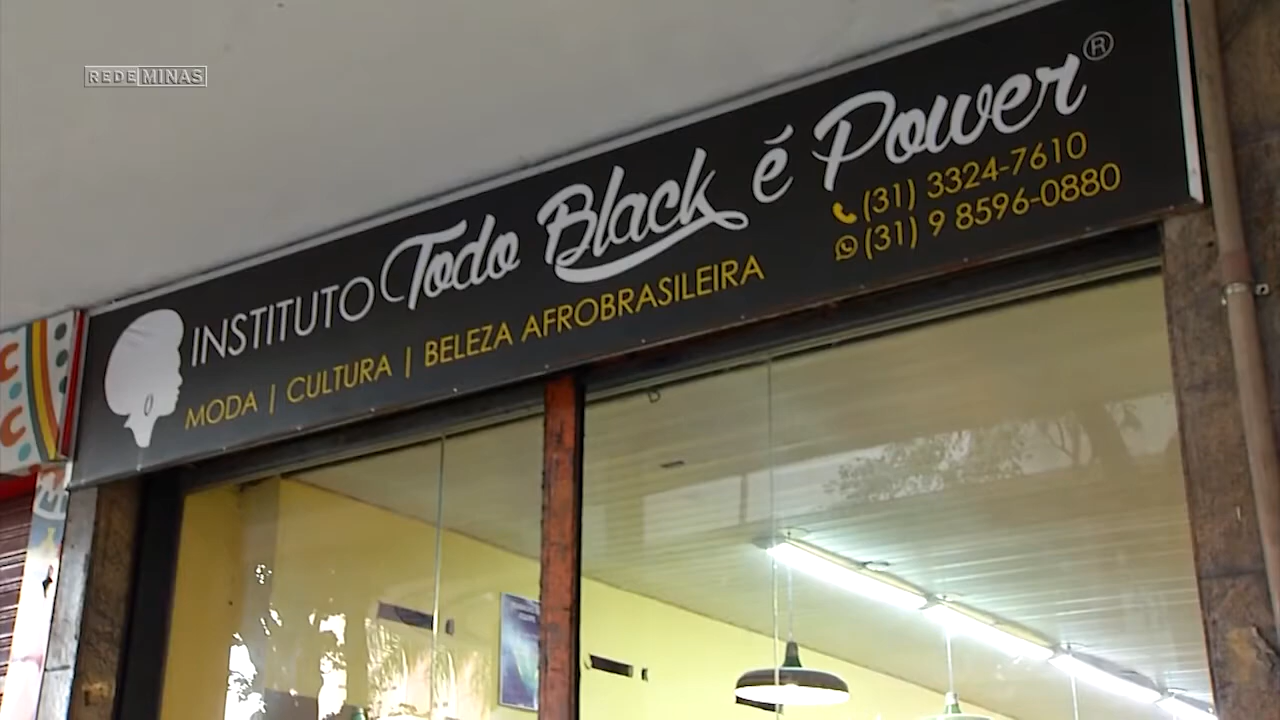 REDE MINAS
INSTITUTO Todo Black é Power®
MODA | CULTURA | BELEZA AFROBRASILEIRA
(31) 3324-7610
(31) 9 8596-0880